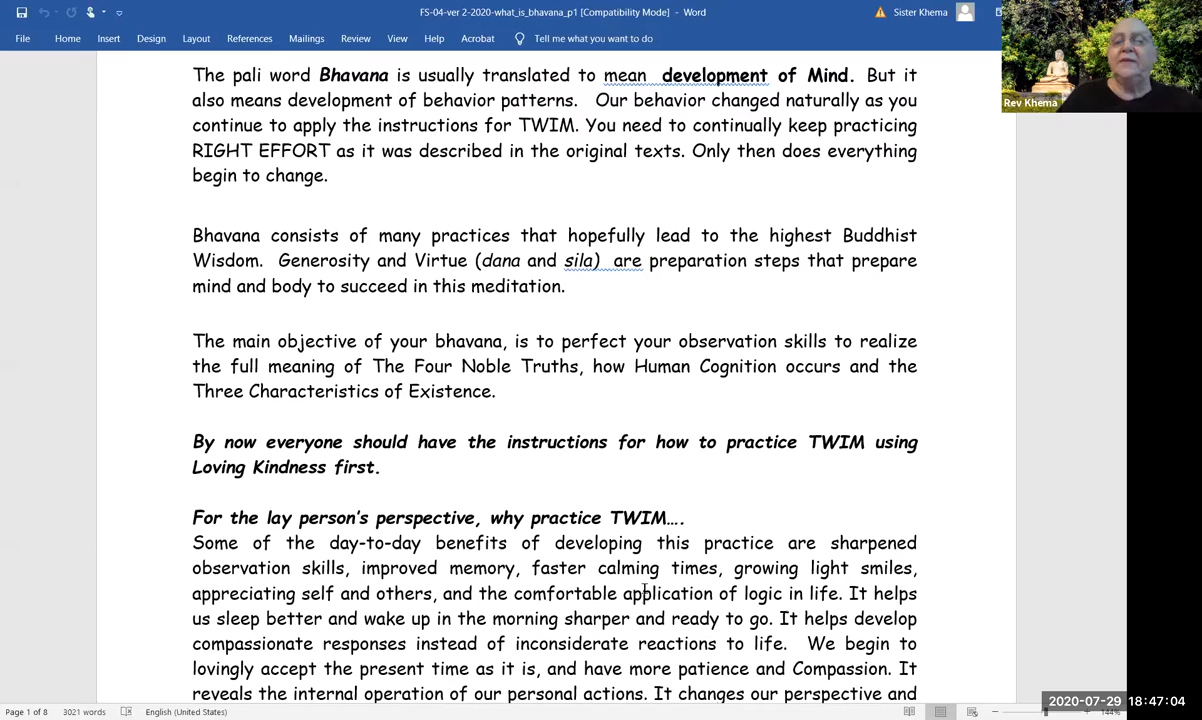 FS-04-ver 2-2020-what_is_bhavana_p1 [Compatibility Mode] - Word
Sister Khema
File Home Insert Design Layout References Mailings Review View Help Acrobat Tell me what you want to do
Rev Khema
The pali word Bhavana is usually translated to mean development of Mind. But it
also means development of behavior patterns. Our behavior changed naturally as you
continue to apply the instructions for TWIM. You need to continually keep practicing
RIGHT EFFORT as it was described in the original texts. Only then does everything
begin to change.
Bhavana consists of many practices that hopefully lead to the highest Buddhist
Wisdom. Generosity and Virtue (dana and sila) are preparation steps that prepare
mind and body to succeed in this meditation.
The main objective of your bhavana, is to perfect your observation skills to realize
the full meaning of The Four Noble Truths, how Human Cognition occurs and the
Three Characteristics of Existence.
By now everyone should have the instructions for how to practice TWIM using
Loving Kindness first.
For the lay person's perspective, why practice TWIM....
Some of the day-to-day benefits of developing this practice are sharpened
observation skills, improved memory, faster calming times, growing light smiles,
appreciating self and others, and the comfortable application of logic in life. It helps
us sleep better and wake up in the morning sharper and ready to go. It helps develop
compassionate responses instead of inconsiderate reactions to life. We begin to
lovingly accept the present time as it is, and have more patience and Compassion. It
reveals the internal operation of our personal actions. It changes our perspective and
2020-07-29 18:47:04
Page 1 of 8 3021 words English (United States) 144%